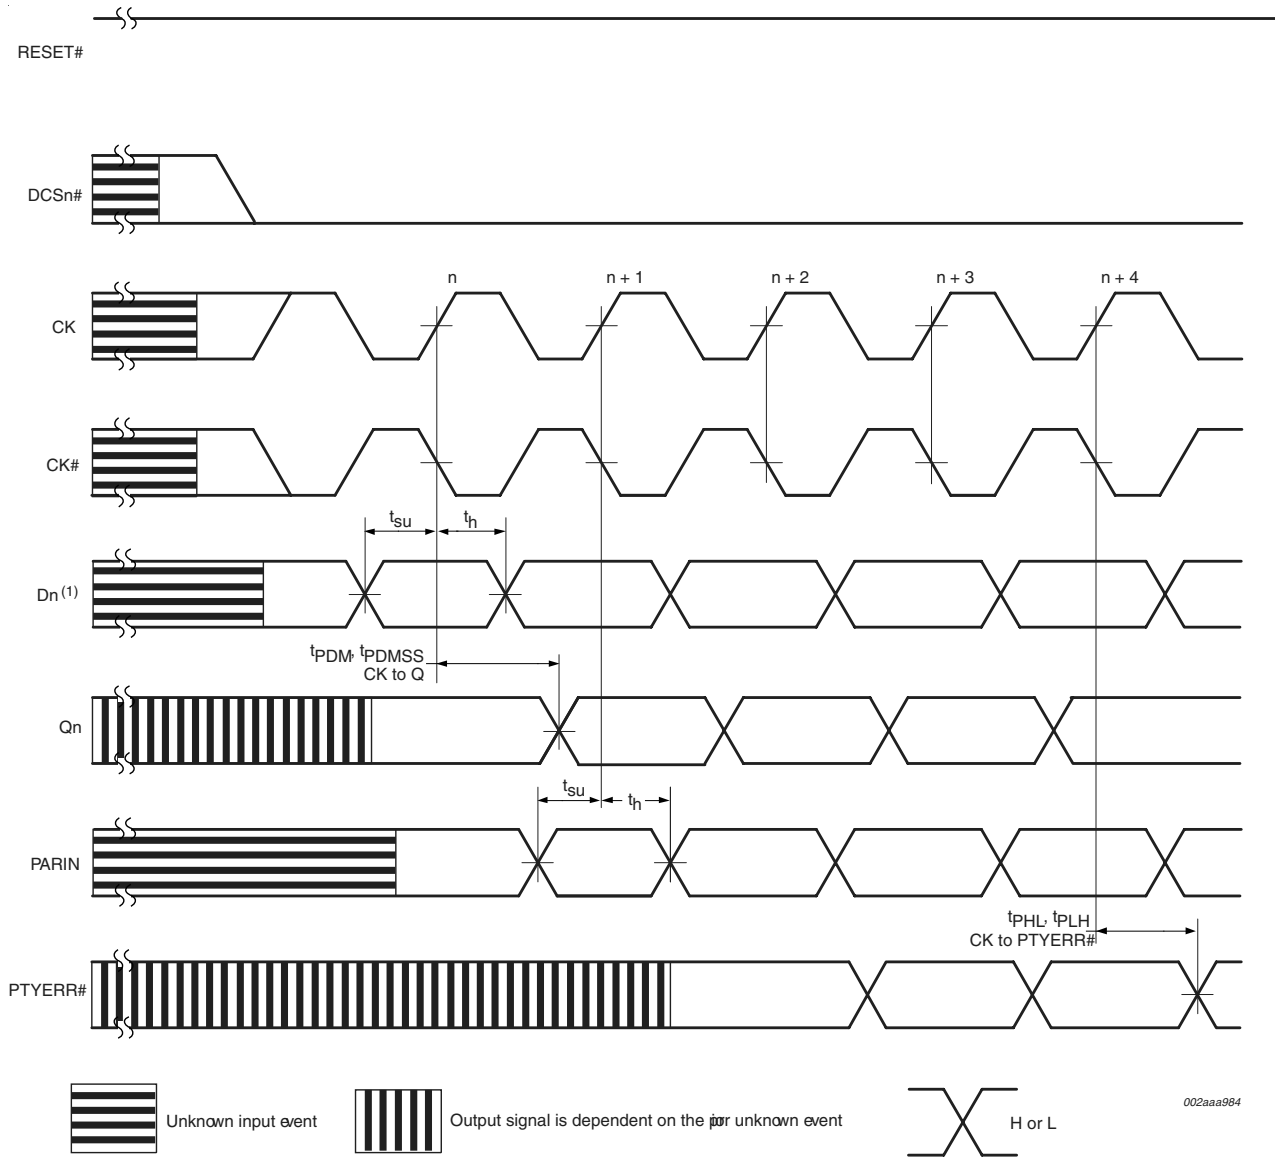 RESET#
DCSn#
n n + 1 n + 2 n + 3 n + 4
CK
CK#
tsu th
Dn(1)
tPDM, tPDMSS
CK to Q
Qn
tsu th
PARIN
tPHL, tPLH
CK to PTYERR#
PTYERR#
Unknown input event
Output signal is dependent on the prior unknown event
H or L
002aaa984